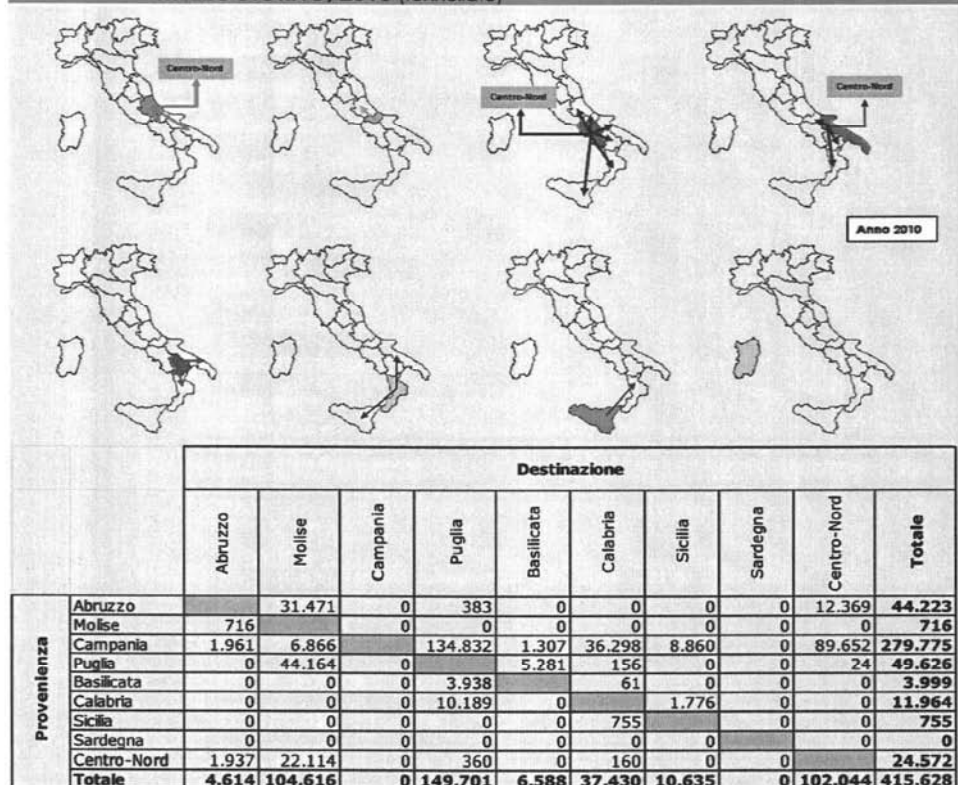 Centro-Nord
Centro-Nord
Centro-Nord
Anno 2010
Destinazione
Abruzzo Molise Campania Puglia Basilicata Calabria Sicilia Sardegna Centro-Nord Totale
Provenienza
Abruzzo 31.471 0 383 0 0 0 0 12.369 44.223
Molise 716 0 0 0 0 0 0 0 716
Campania 1.961 6.866 134.832 1.307 36.298 8.860 0 89.652 279.775
Puglia 0 44.164 0 5.281 156 0 0 24 49.626
Basilicata 0 0 0 3.938 61 0 0 0 3.999
Calabria 0 0 0 10.189 0 1.776 0 0 11.964
Sicilia 0 0 0 0 0 755 0 0 755
Sardegna 0 0 0 0 0 0 0 0 0
Centro-Nord 1.937 22.114 0 360 0 160 0 0 24.572
Totale 4.614 104.616 0 149.701 6.588 37.430 10.635 0 102.044 415.628